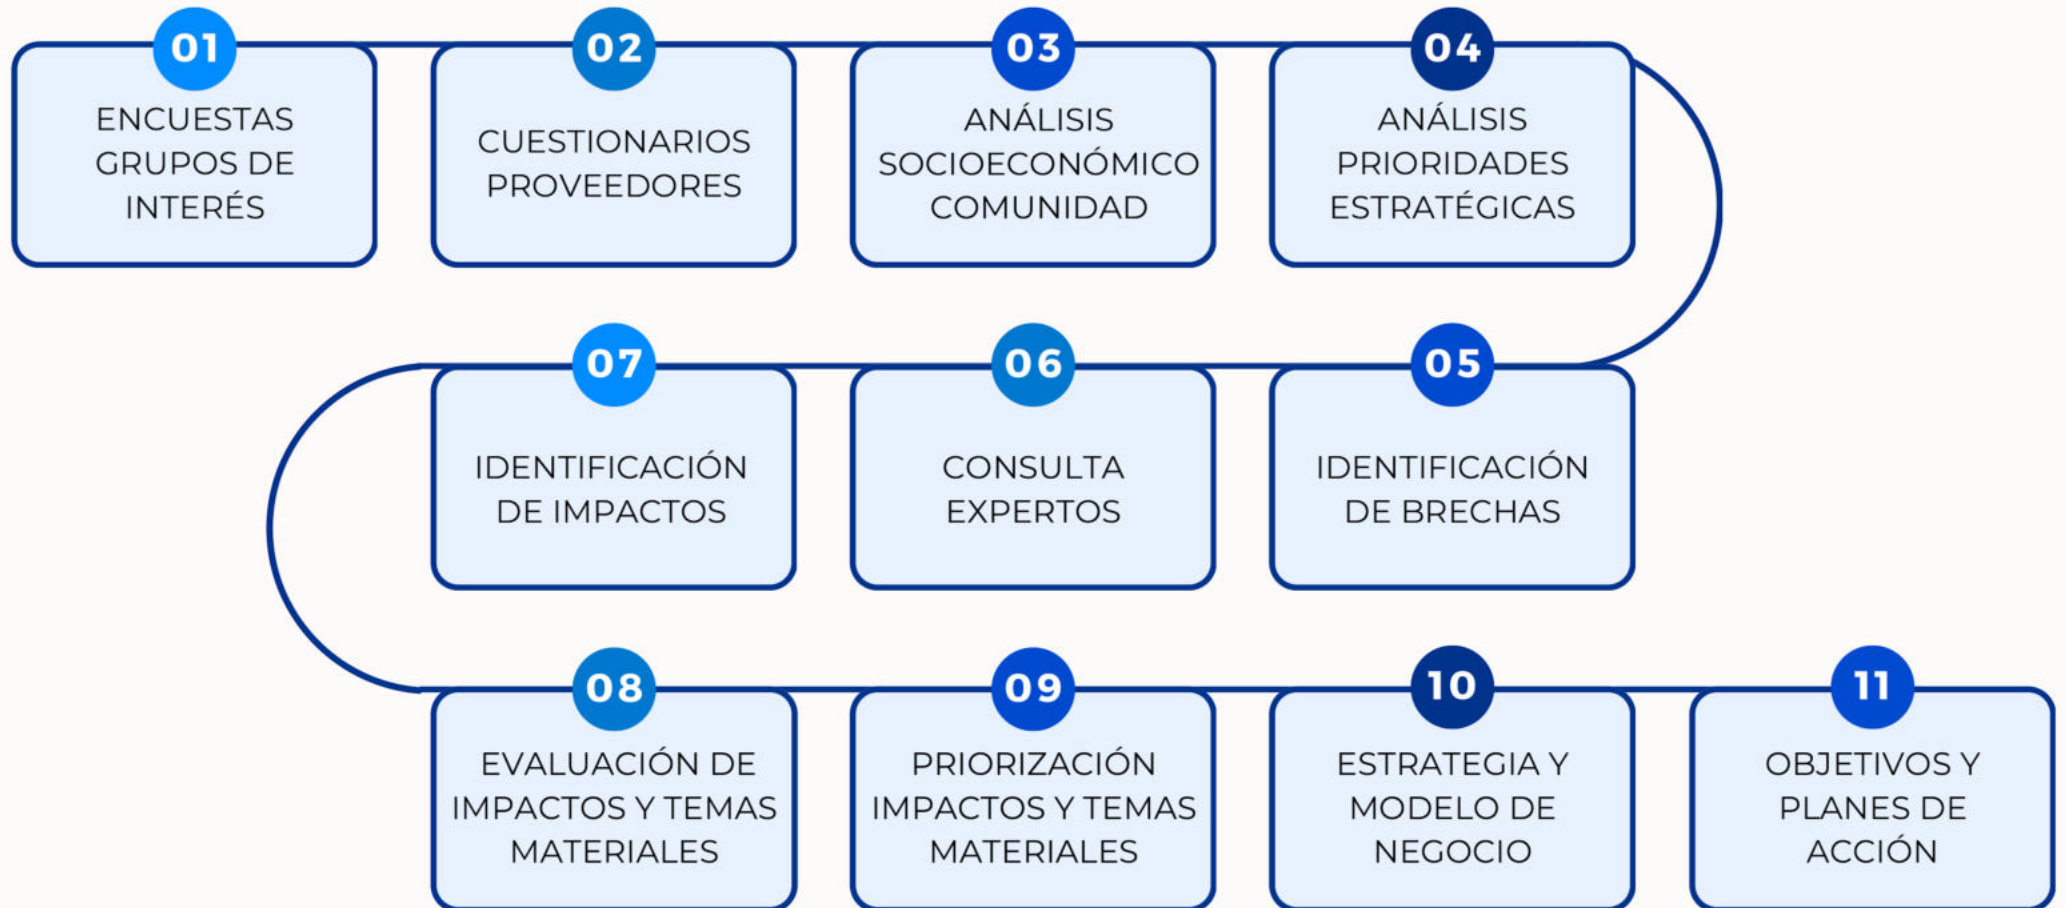 01
ENCUESTAS
GRUPOS DE
INTERÉS
02
CUESTIONARIOS
PROVEEDORES
03
ANÁLISIS
SOCIOECONÓMICO
COMUNIDAD
04
ANÁLISIS
PRIORIDADES
ESTRATÉGICAS
05
IDENTIFICACIÓN
DE BRECHAS
06
CONSULTA
EXPERTOS
07
IDENTIFICACIÓN
DE IMPACTOS
08
EVALUACIÓN DE
IMPACTOS Y TEMAS
MATERIALES
09
PRIORIZACIÓN
IMPACTOS Y TEMAS
MATERIALES
10
ESTRATEGIA Y
MODELO DE
NEGOCIO
11
OBJETIVOS Y
PLANES DE
ACCIÓN